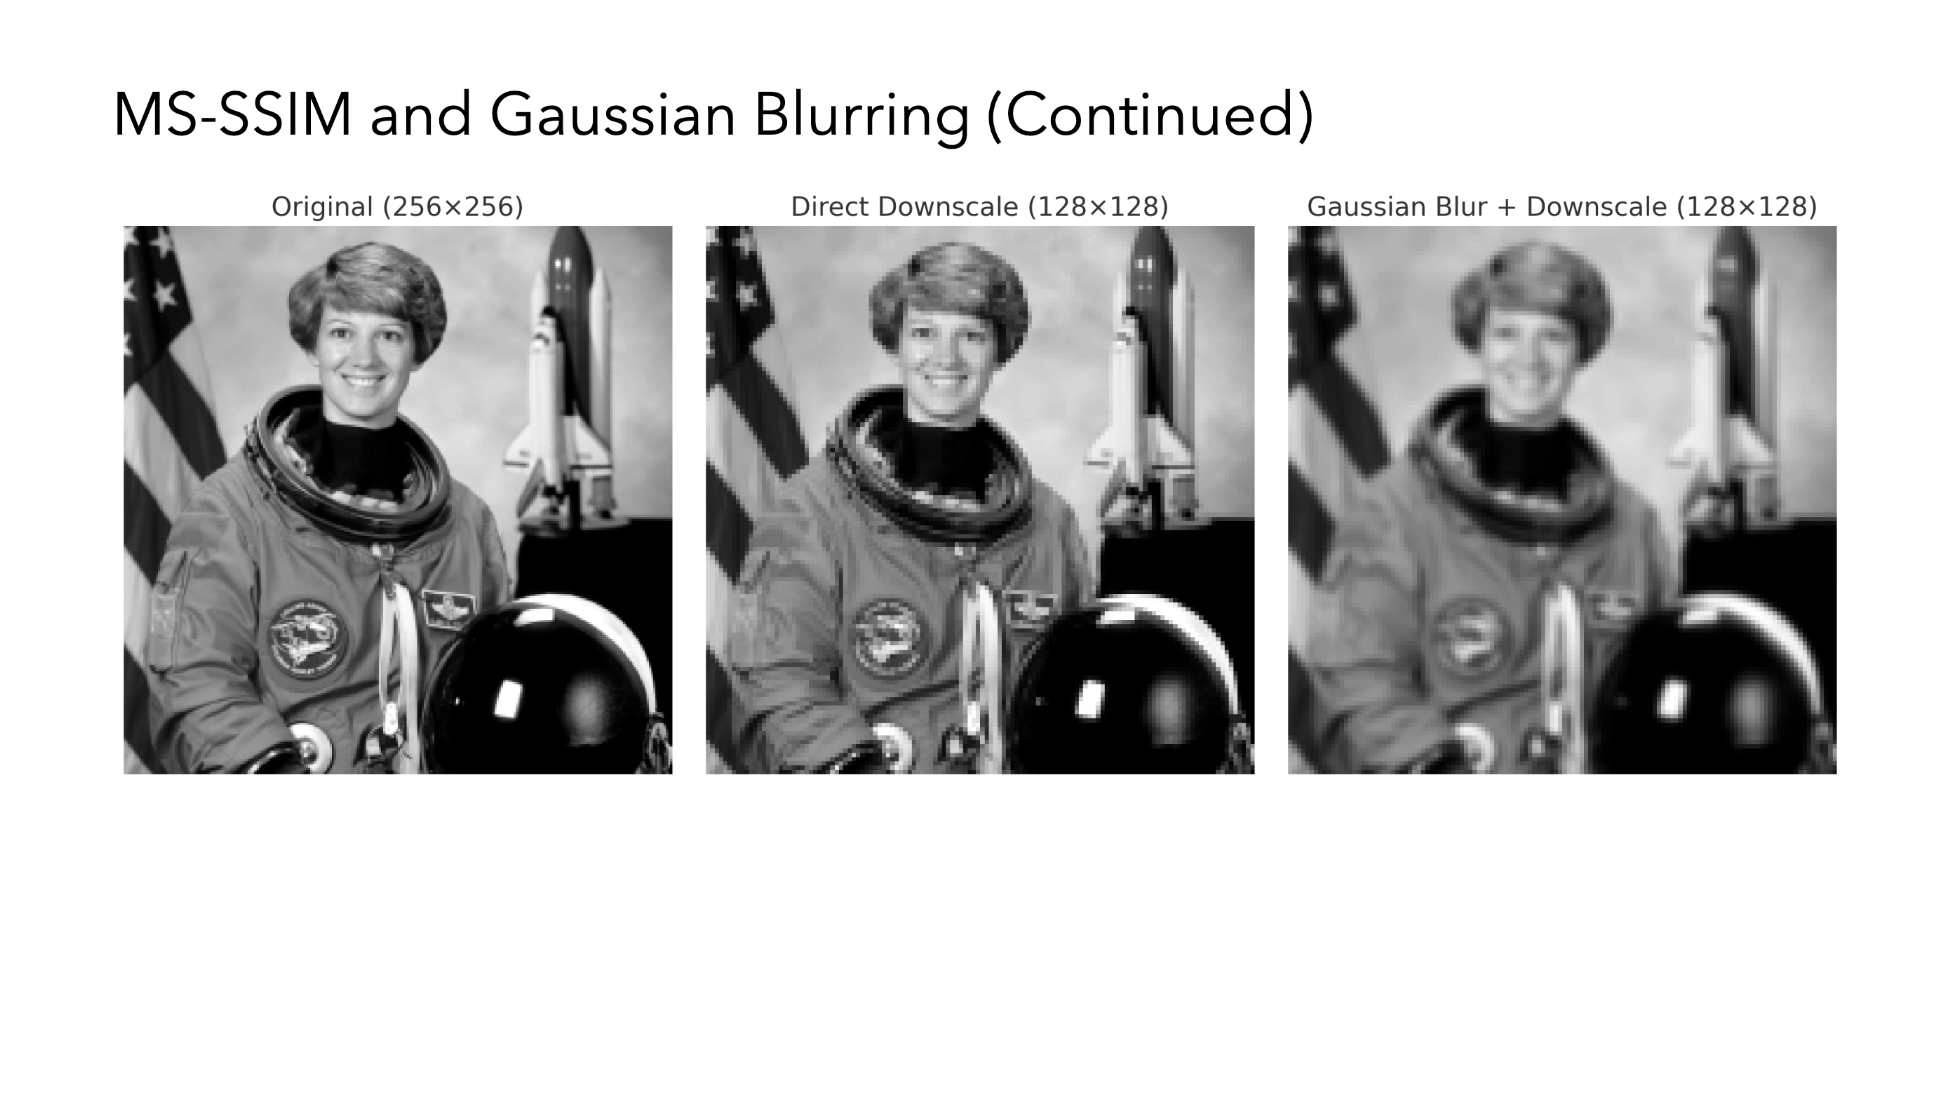 MS-SSIM and Gaussian Blurring (Continued)
Original (256×256)
Direct Downscale (128×128)
Gaussian Blur + Downscale (128×128)